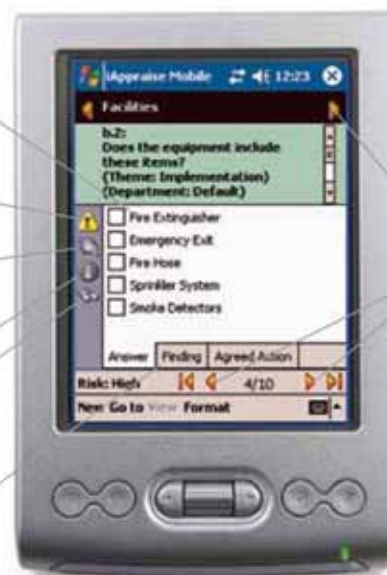 iAppraise Mobile 12:23
Facilities
b.2:
Does the equipment include
these items?
(Theme: Implementation)
(Department: Default)
Fire Extinguisher
Emergency Exit
Fire Hose
Sprinkler System
Smoke Detectors
Answer Finding Agreed Action
Risk: High 4/10
New Go to View Format